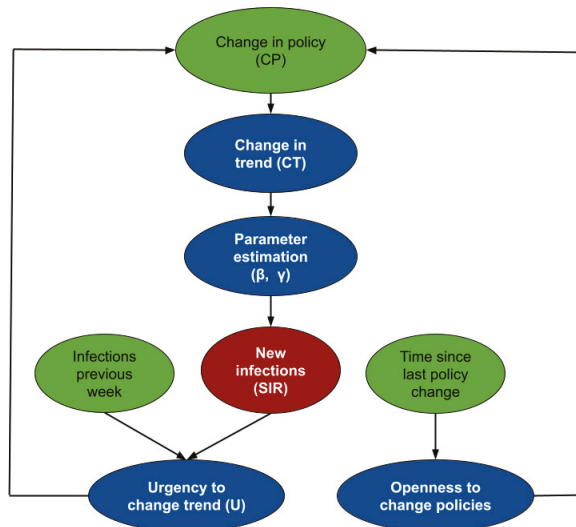 Change in policy
(CP)
Change in
trend (CT)
Parameter
estimation
(β, γ)
Infections
previous
week
New
infections
(SIR)
Time since
last policy
change
Urgency to
change trend (U)
Openness to
change policies